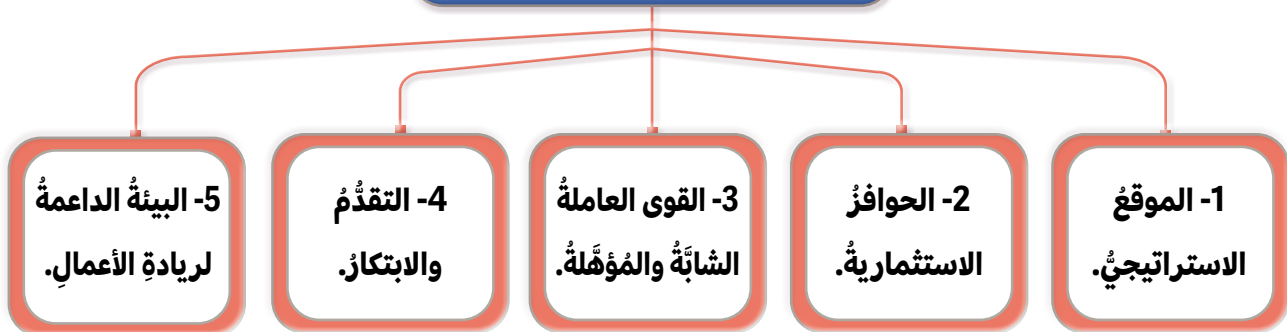 1- الموقعُ
الاستراتيجيُّ.
2- الحوافزُ
الاستثماريةُ.
3- القوى العاملةُ
الشابَّةُ والمُؤهَّلةُ.
4- التقدُّمُ
والابتكارُ.
5- البيئةُ الداعمةُ
لريادةِ الأعمالِ.